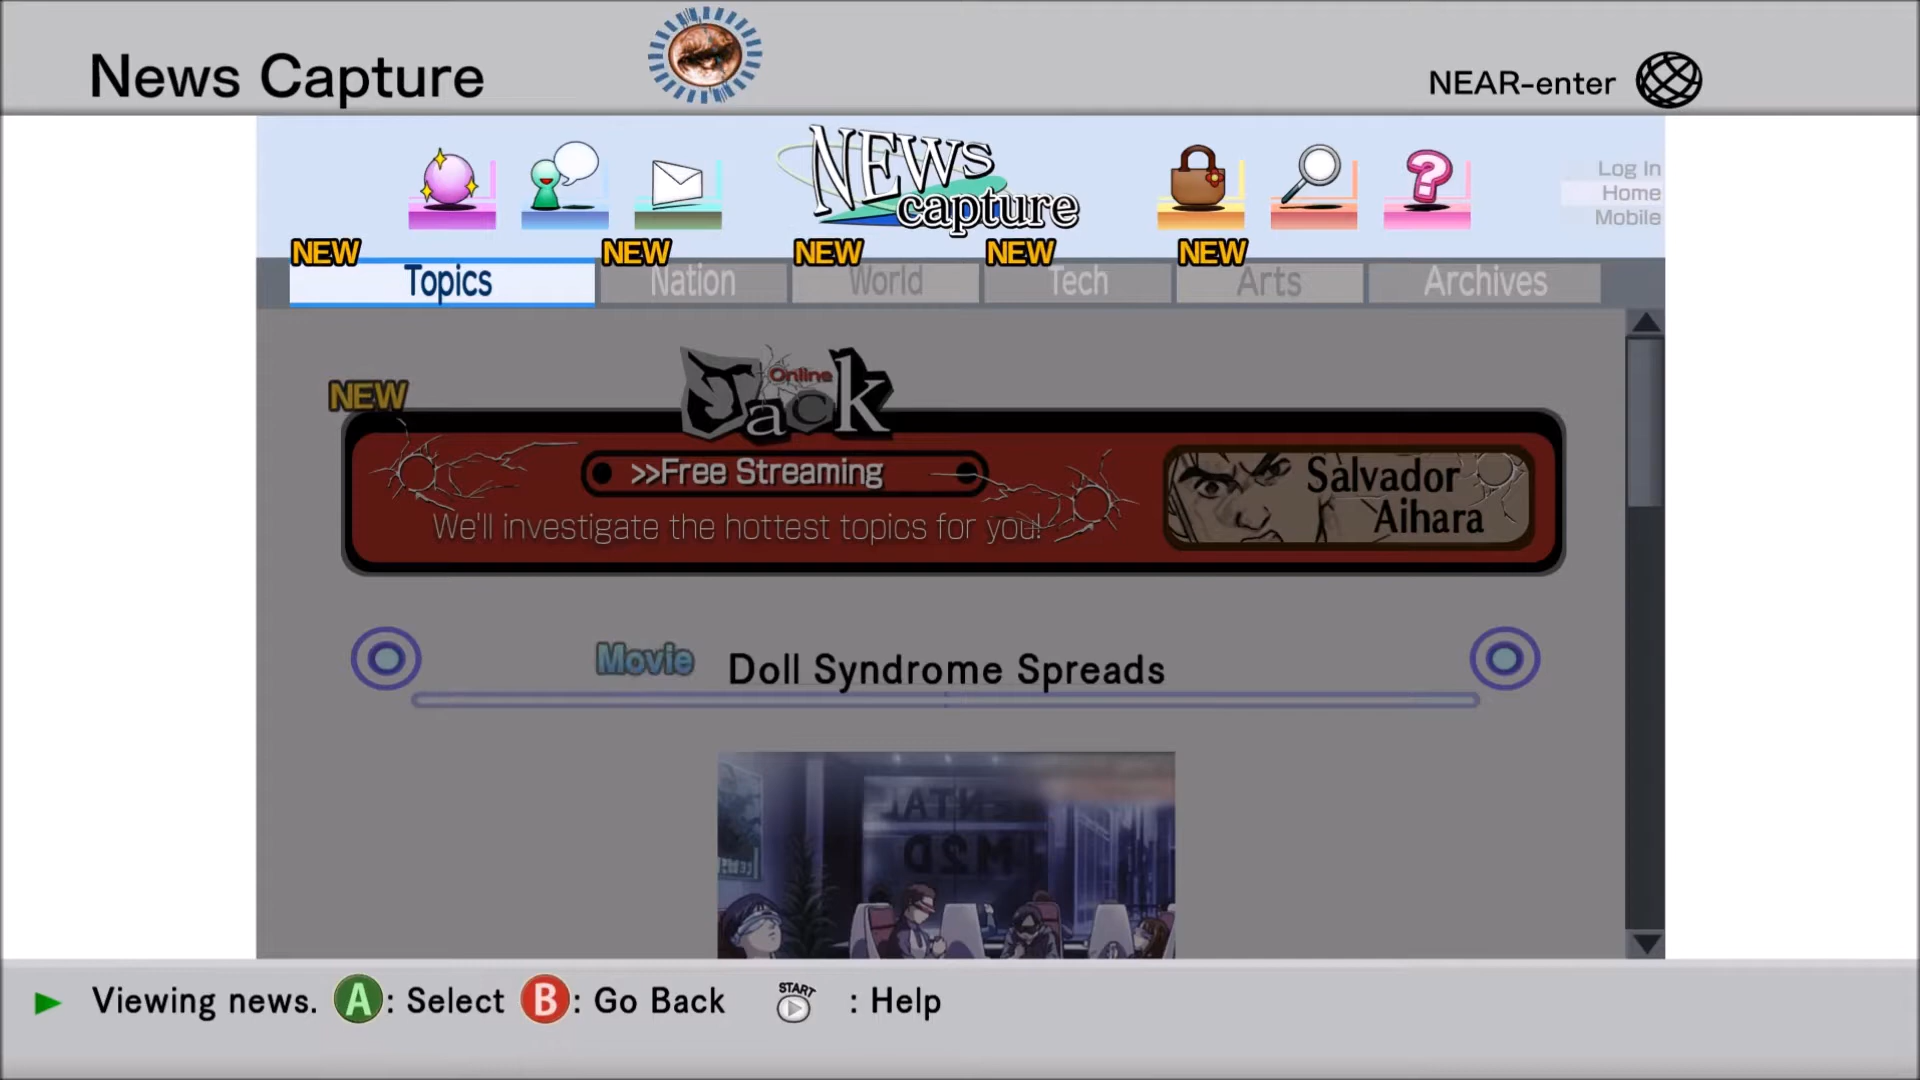 News Capture
NEAR-enter
NEWS
capture
Log In
Home
Mobile
NEW
NEW
NEW
NEW
NEW
Topics
Nation
World
Tech
Arts
Archives
NEW
Online
Jack
>>Free Streaming
We'll investigate the hottest topics for you!
Salvador
Aihara
Movie
Doll Syndrome Spreads
Viewing news. A : Select B : Go Back START : Help